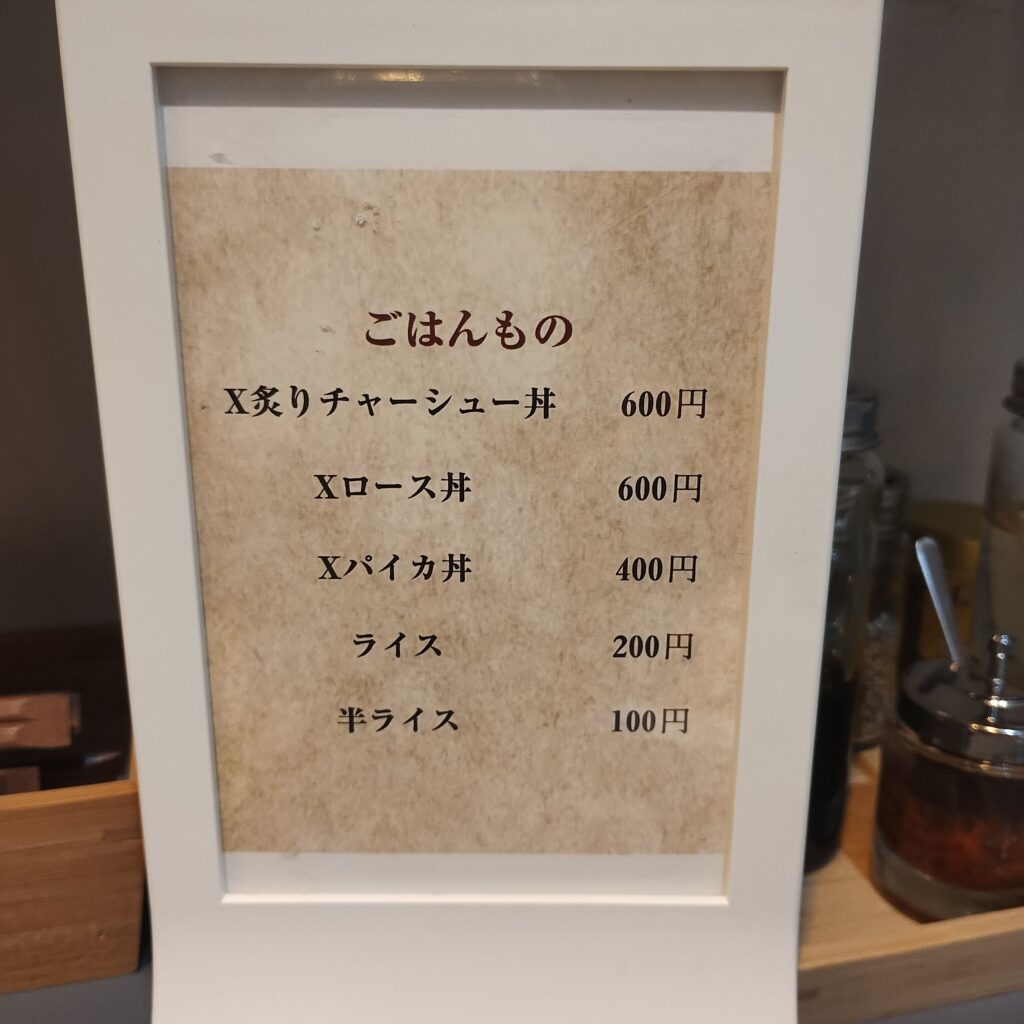 ごはんもの
X炙りチャーシュー丼 600円
Xロース丼 600円
Xパイカ丼 400円
ライス 200円
半ライス 100円